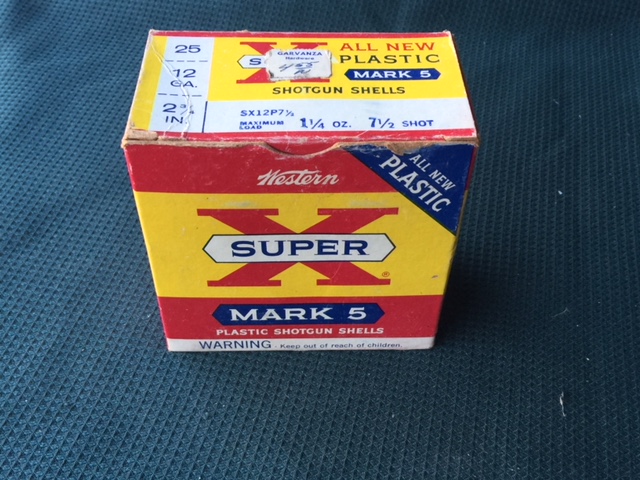 25
12
GA.
2¾
IN.
GARVANZA
Hardware
ALL NEW
PLASTIC
MARK 5
SHOTGUN SHELLS
SX12P7½
MAXIMUM
LOAD
1¼ OZ. 7½ SHOT
Western
ALL NEW
PLASTIC
X
SUPER
®
MARK 5
PLASTIC SHOTGUN SHELLS
WARNING - Keep out of reach of children.